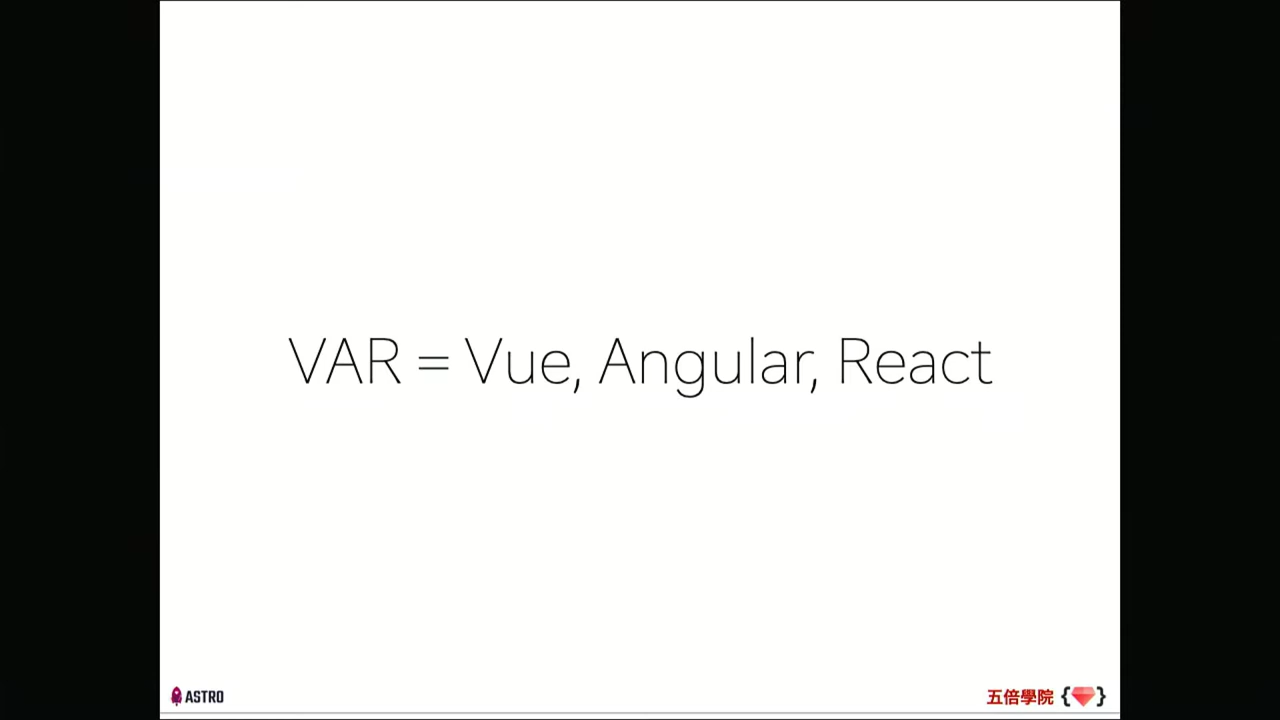 VAR = Vue, Angular, React
ASTRO
五倍學院